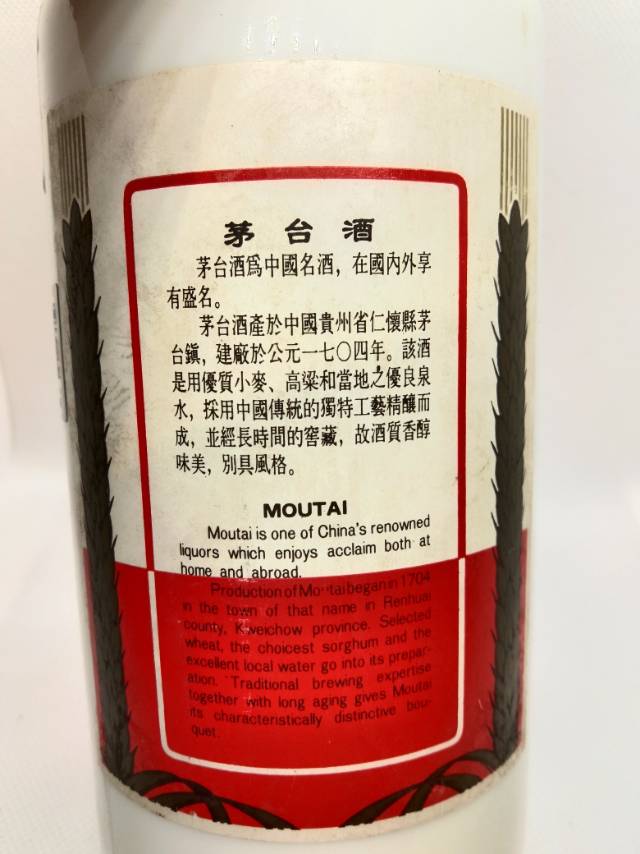 茅台酒
茅台酒爲中國名酒，在國內外享
有盛名。
茅台酒產於中國貴州省仁懷縣茅
台鎭，建廠於公元一七〇四年。該酒
是用優質小麥、高粱和當地之優良泉
水，採用中國傳統的獨特工藝精釀而
成，並經長時間的窖藏，故酒質香醇
味美，別具風格。
MOUTAI
Moutai is one of China's renowned
liquors which enjoys acclaim both at
home and abroad.
Production of Moutai began in 1704
in the town of that name in Renhuai
county, Kweichow province. Selected
wheat, the choicest sorghum and the
excellent local water go into its prepar-
ation. Traditional brewing expertise
together with long aging gives Moutai
its characteristically distinctive bou-
quet.